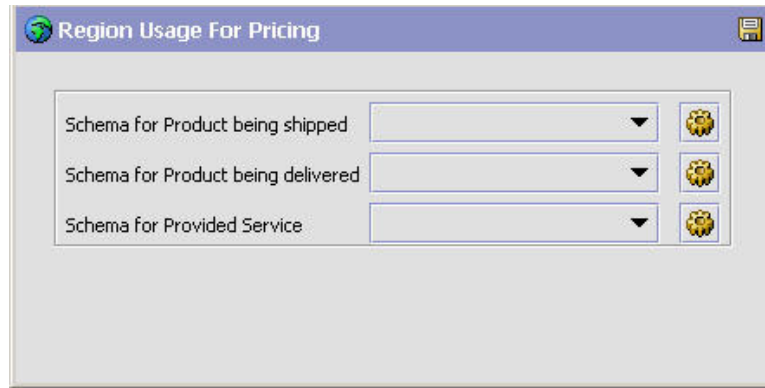 Region Usage For Pricing
Schema for Product being shipped
Schema for Product being delivered
Schema for Provided Service